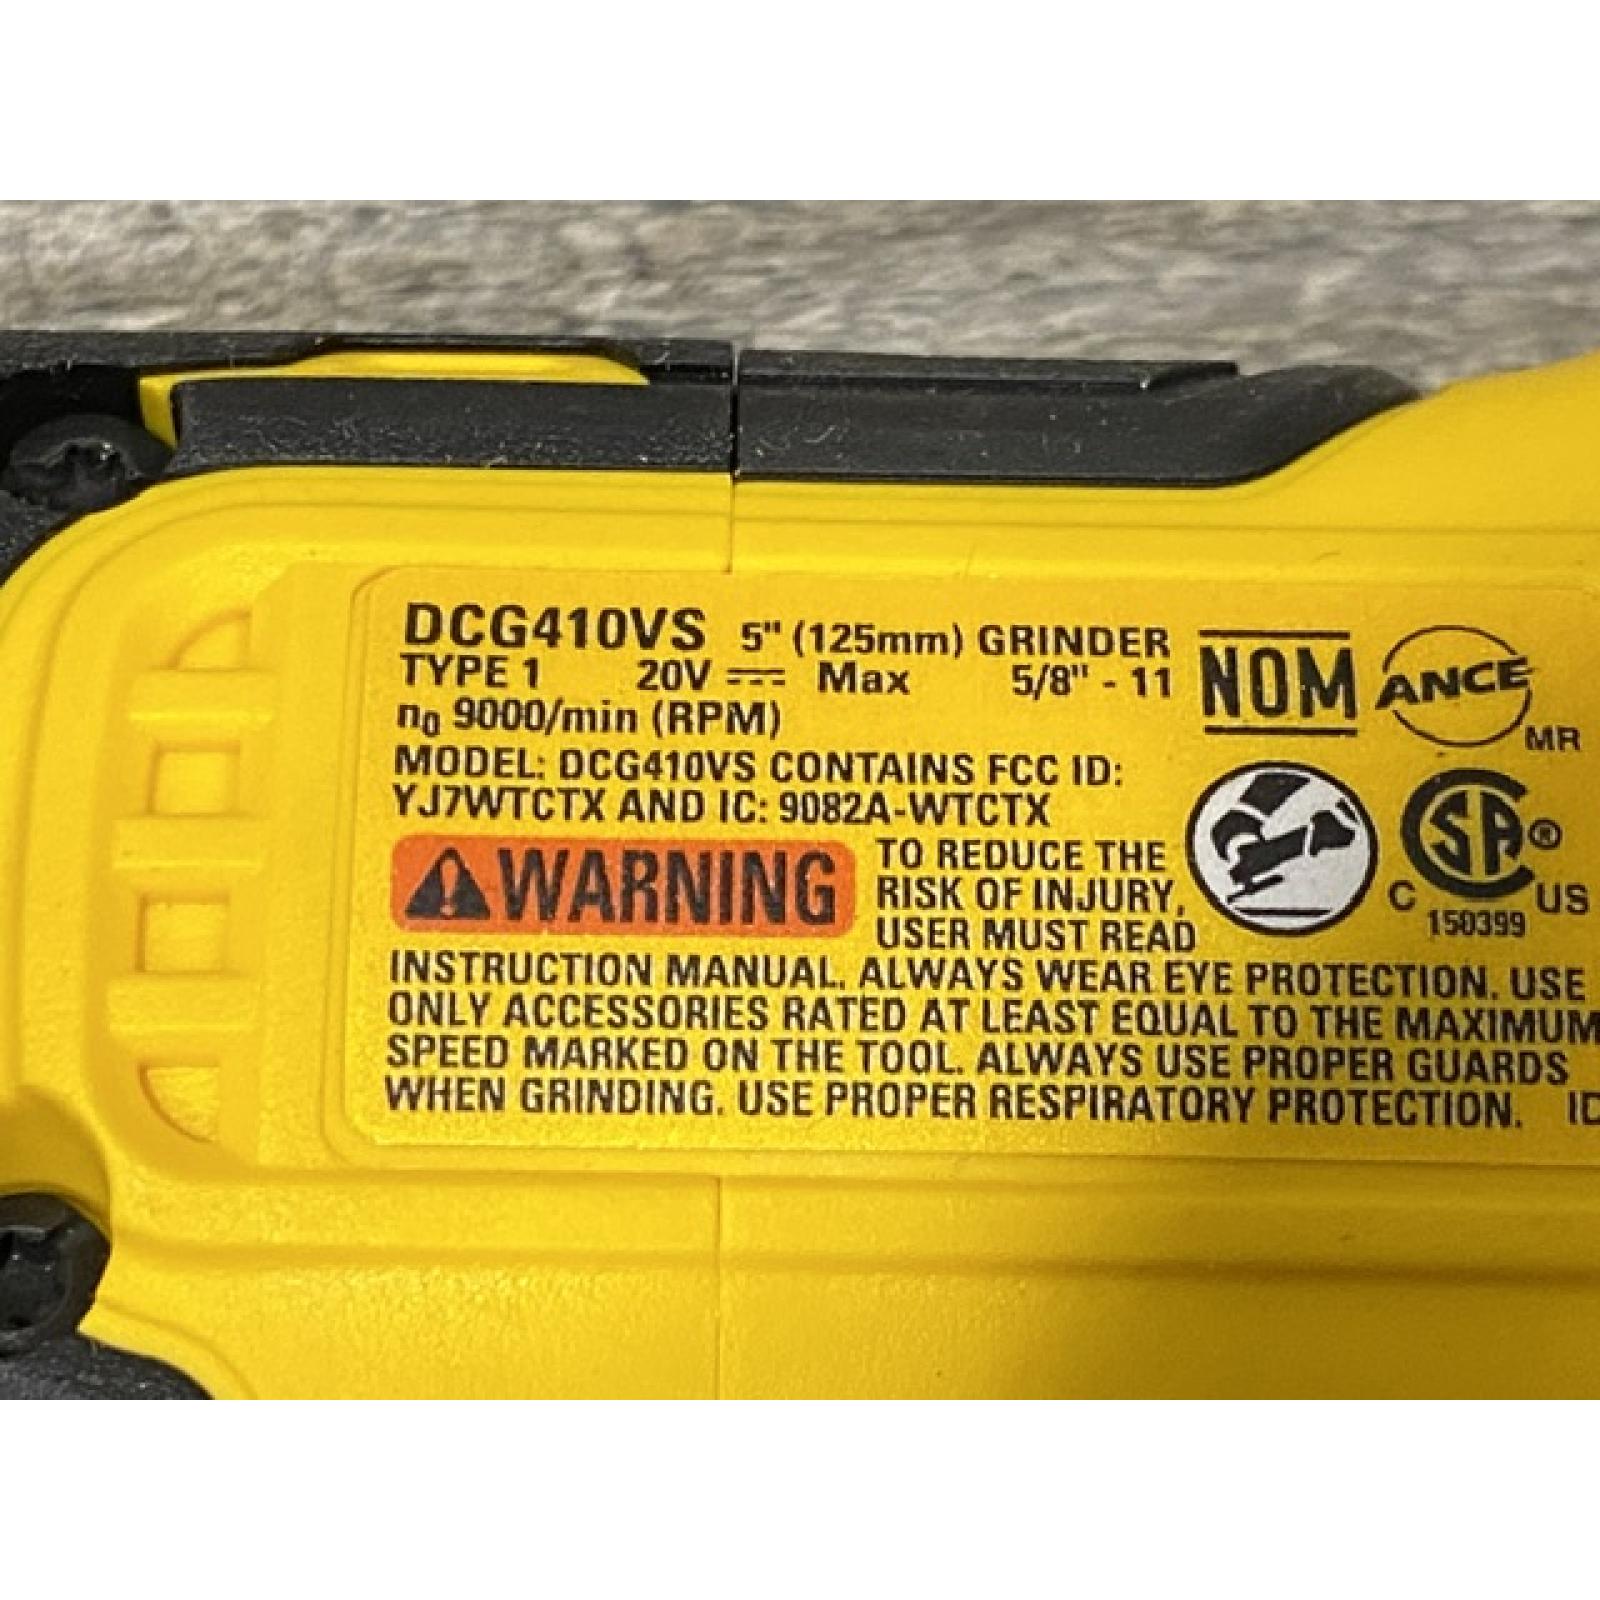 DCG410VS 5" (125mm) GRINDER
TYPE 1 20V Max 5/8" - 11
n0 9000/min (RPM)
MODEL: DCG410VS CONTAINS FCC ID:
YJ7WTCTX AND IC: 9082A-WTCTX
WARNING TO REDUCE THE
RISK OF INJURY,
USER MUST READ
INSTRUCTION MANUAL. ALWAYS WEAR EYE PROTECTION. USE
ONLY ACCESSORIES RATED AT LEAST EQUAL TO THE MAXIMUM
SPEED MARKED ON THE TOOL. ALWAYS USE PROPER GUARDS
WHEN GRINDING. USE PROPER RESPIRATORY PROTECTION. ID
NOM
ANCE
MR
C SA ® US
150399